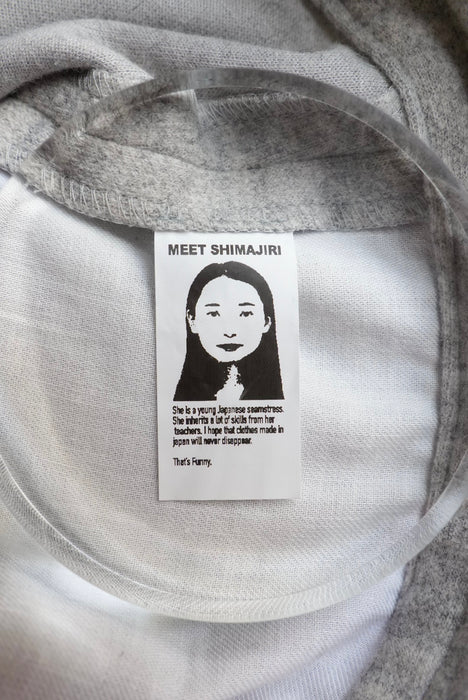 MEET SHIMAJIRI
She is a young Japanese seamstress.
She inherits a lot of skills from her
teachers. I hope that clothes made in
japan will never disappear.
That's Funny.